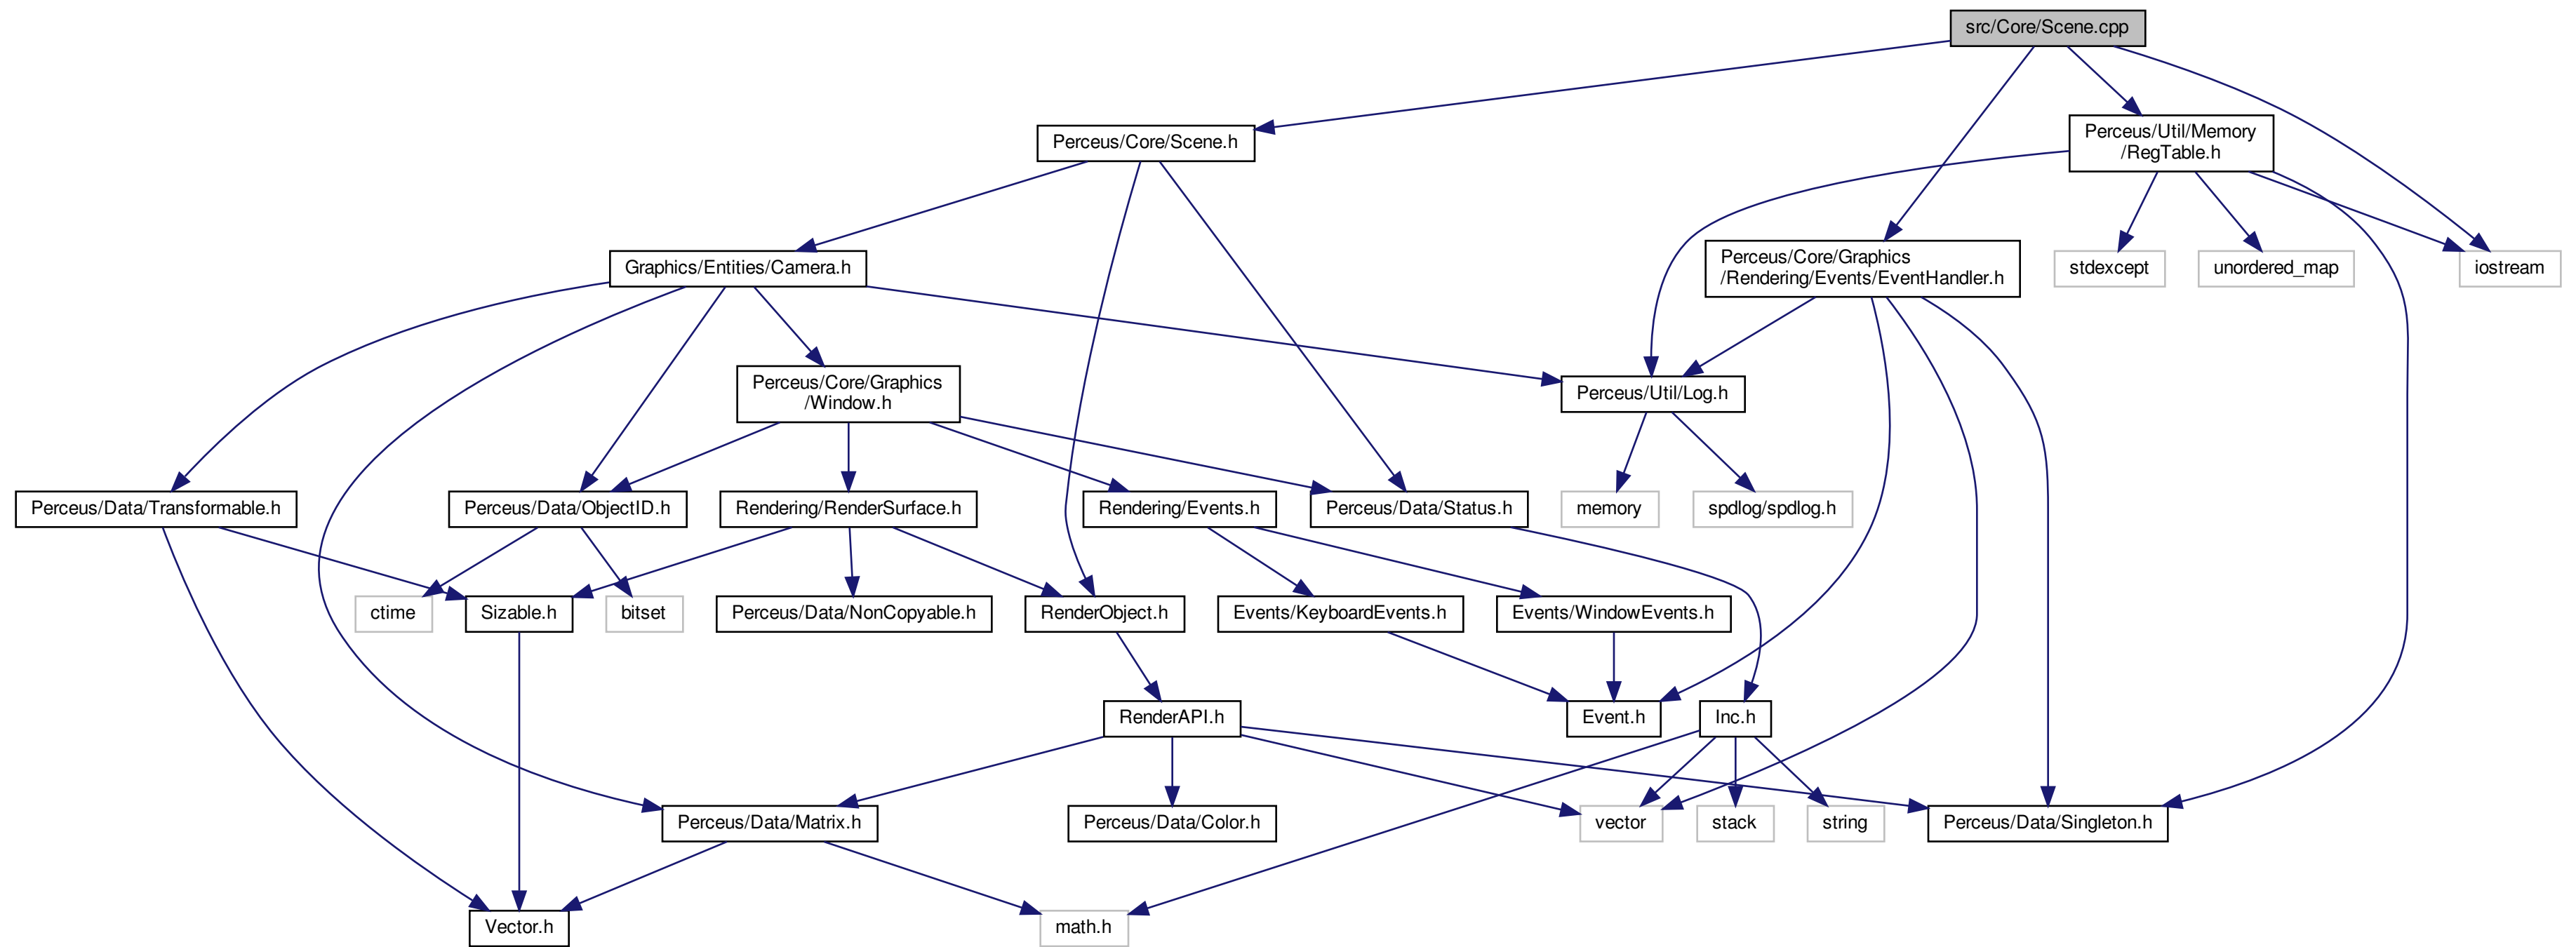 src/Core/Scene.cpp
Perceus/Core/Scene.h
Perceus/Util/Memory
/RegTable.h
Graphics/Entities/Camera.h
Perceus/Core/Graphics
/Rendering/Events/EventHandler.h
stdexcept
unordered_map
iostream
Perceus/Core/Graphics
/Window.h
Perceus/Util/Log.h
Perceus/Data/Transformable.h
Perceus/Data/ObjectID.h
Rendering/RenderSurface.h
Rendering/Events.h
Perceus/Data/Status.h
memory
spdlog/spdlog.h
ctime
Sizable.h
bitset
Perceus/Data/NonCopyable.h
RenderObject.h
Events/KeyboardEvents.h
Events/WindowEvents.h
RenderAPI.h
Event.h
Inc.h
Perceus/Data/Matrix.h
Perceus/Data/Color.h
vector
stack
string
Perceus/Data/Singleton.h
Vector.h
math.h